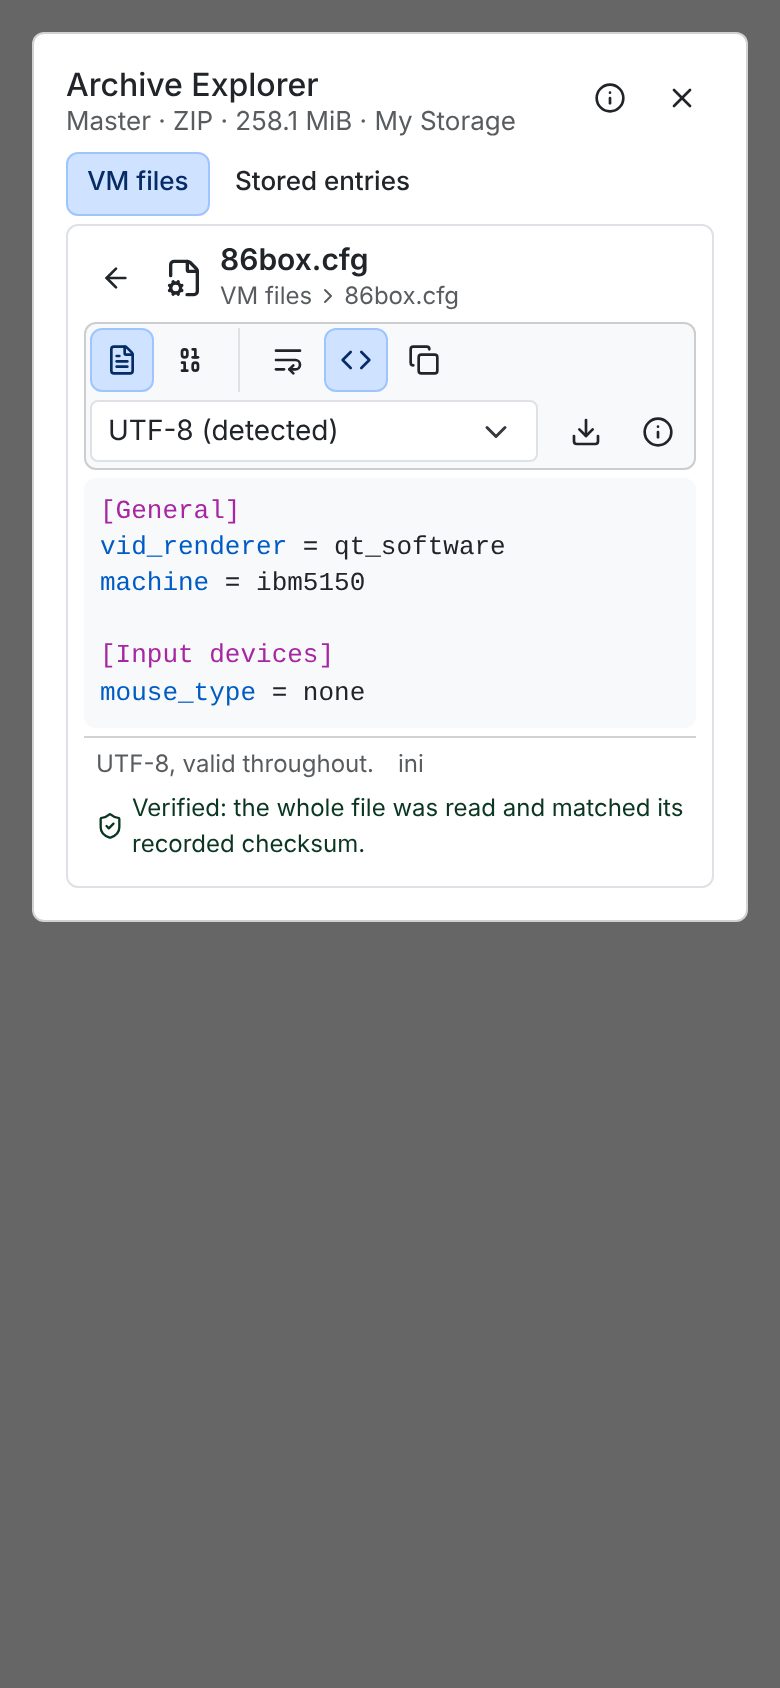 Archive Explorer
Master · ZIP · 258.1 MiB · My Storage
VM files
Stored entries
86box.cfg
VM files > 86box.cfg
01
10
UTF-8 (detected)
[General]
vid_renderer = qt_software
machine = ibm5150
[Input devices]
mouse_type = none
UTF-8, valid throughout. ini
Verified: the whole file was read and matched its
recorded checksum.